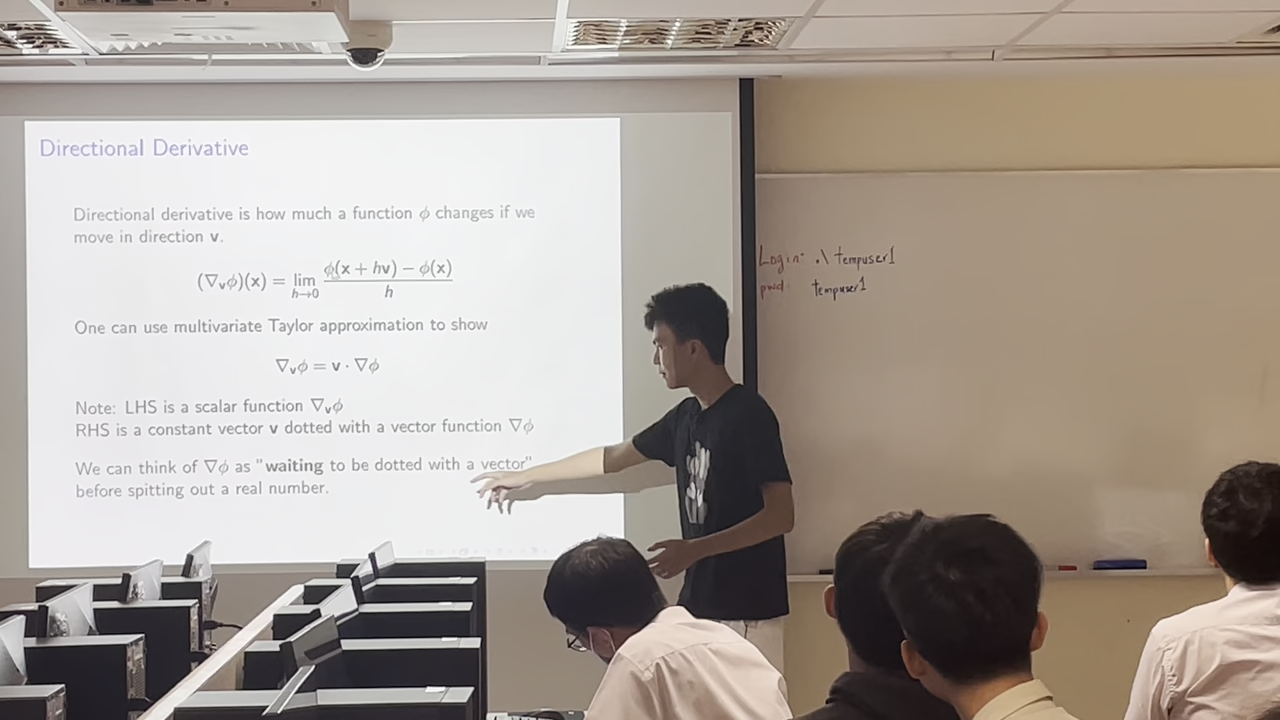 Directional Derivative
Directional derivative is how much a function ϕ changes if we
move in direction v.
(∇ᵥϕ)(x) = lim h→0 ϕ(x + hv) − ϕ(x) / h
One can use multivariate Taylor approximation to show
∇ᵥϕ = v · ∇ϕ
Note: LHS is a scalar function ∇ᵥϕ
RHS is a constant vector v dotted with a vector function ∇ϕ
We can think of ∇ϕ as "waiting to be dotted with a vector"
before spitting out a real number.
Login: .\ tempuser1
pwd: tempuser1